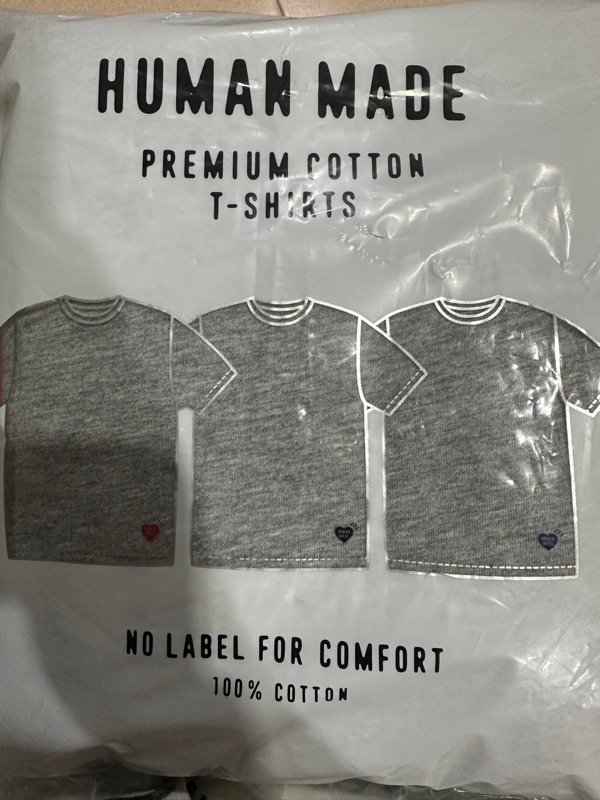 HUMAN MADE
PREMIUM COTTON
T-SHIRTS
NO LABEL FOR COMFORT
100% COTTON